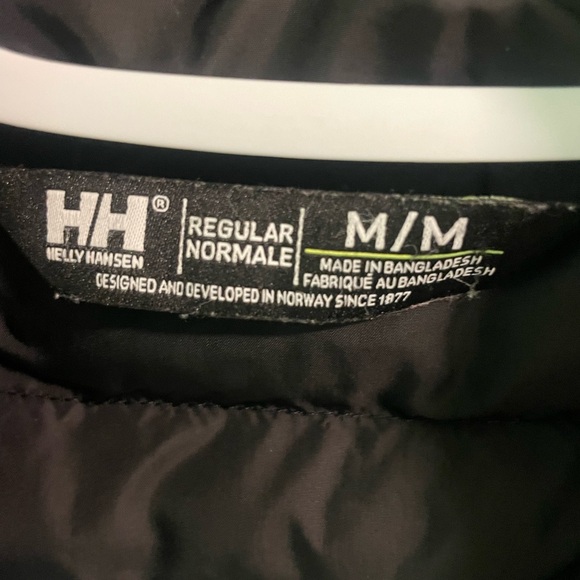 HH®
HELLY HANSEN
REGULAR
NORMALE
M/M
MADE IN BANGLADESH
FABRIQUÉ AU BANGLADESH
DESIGNED AND DEVELOPED IN NORWAY SINCE 1877